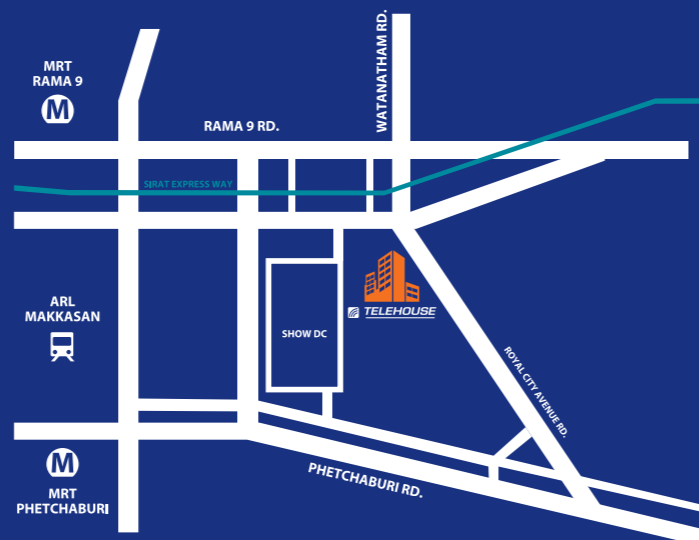 MRT
RAMA 9
M
RAMA 9 RD.
WATANATHAM RD.
SIRAT EXPRESS WAY
ARL
MAKKASAN
TELEHOUSE
SHOW DC
ROYAL CITY AVENUE RD.
M
MRT
PHETCHABURI
PHETCHABURI RD.